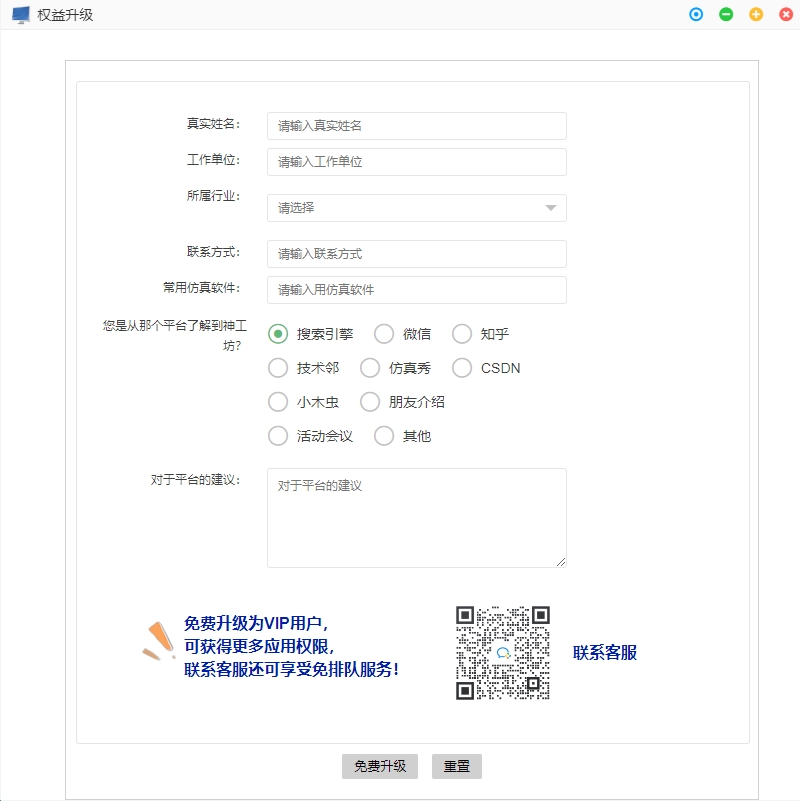 权益升级
真实姓名：
请输入真实姓名
工作单位：
请输入工作单位
所属行业：
请选择
联系方式：
请输入联系方式
常用仿真软件：
请输入用仿真软件
您是从那个平台了解到神工
坊？
搜索引擎 微信 知乎
技术邻 仿真秀 CSDN
小木虫 朋友介绍
活动会议 其他
对于平台的建议：
对于平台的建议
免费升级为VIP用户，
可获得更多应用权限，
联系客服还可享受免排队服务！
联系客服
免费升级 重置